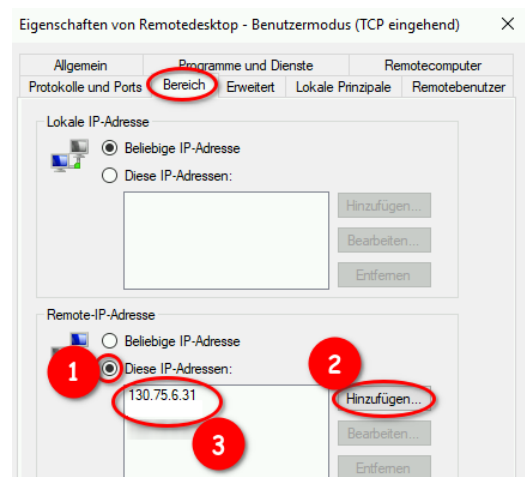 Eigenschaften von Remotedesktop - Benutzermodus (TCP eingehend)
Allgemein Programme und Dienste Remotecomputer
Protokolle und Ports Bereich Erweitert Lokale Prinzipale Remotebenutzer
Lokale IP-Adresse
Beliebige IP-Adresse
Diese IP-Adressen:
Hinzufügen...
Bearbeiten...
Entfernen
Remote-IP-Adresse
Beliebige IP-Adresse
1 Diese IP-Adressen: 2
130.75.6.31 Hinzufügen...
3 Bearbeiten...
Entfernen